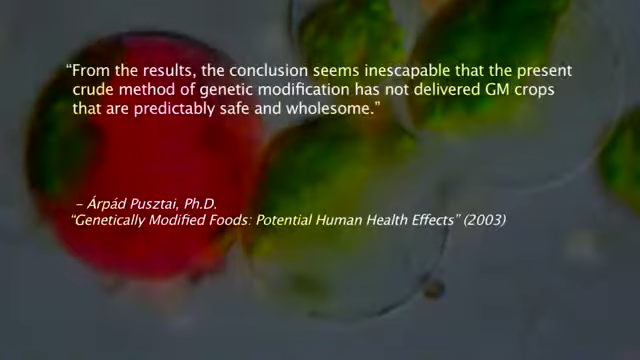 “From the results, the conclusion seems inescapable that the present
crude method of genetic modification has not delivered GM crops
that are predictably safe and wholesome.”
– Árpád Pusztai, Ph.D.
“Genetically Modified Foods: Potential Human Health Effects” (2003)